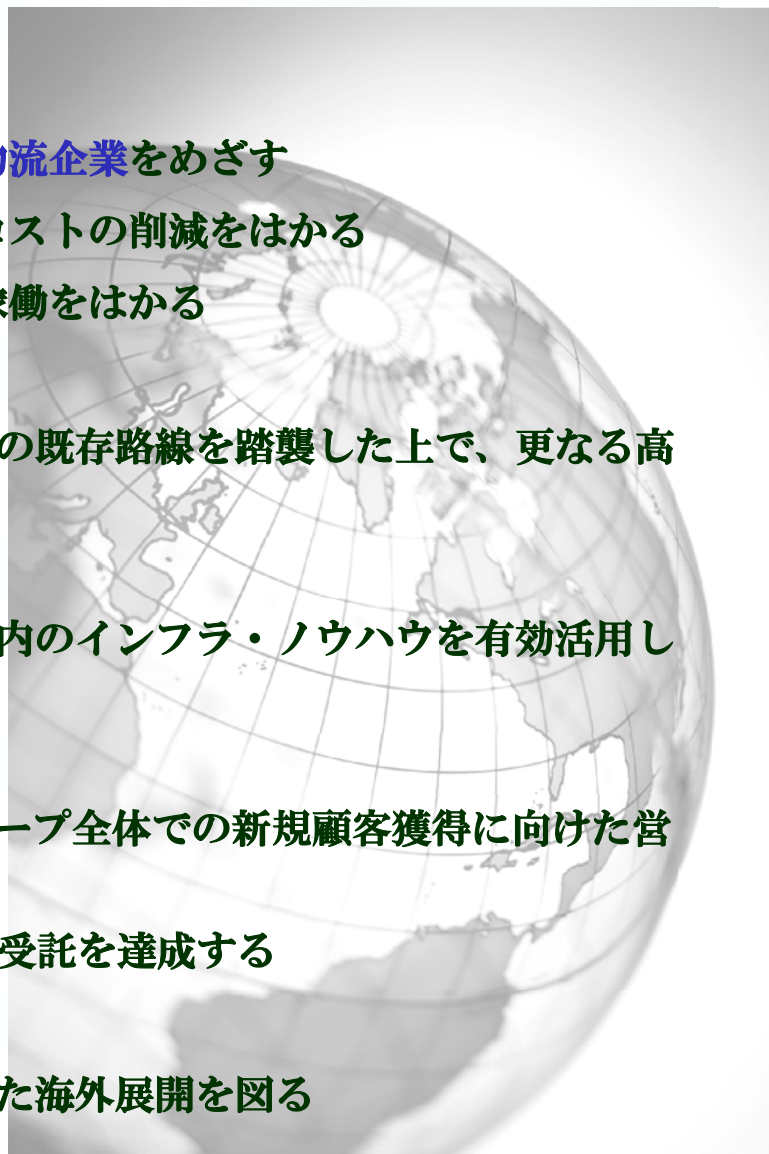 流企業をめざす
ストの削減をはかる
働をはかる
の既存路線を踏襲した上で、更なる高
内のインフラ・ノウハウを有効活用し
ープ全体での新規顧客獲得に向けた営
受託を達成する
た海外展開を図る